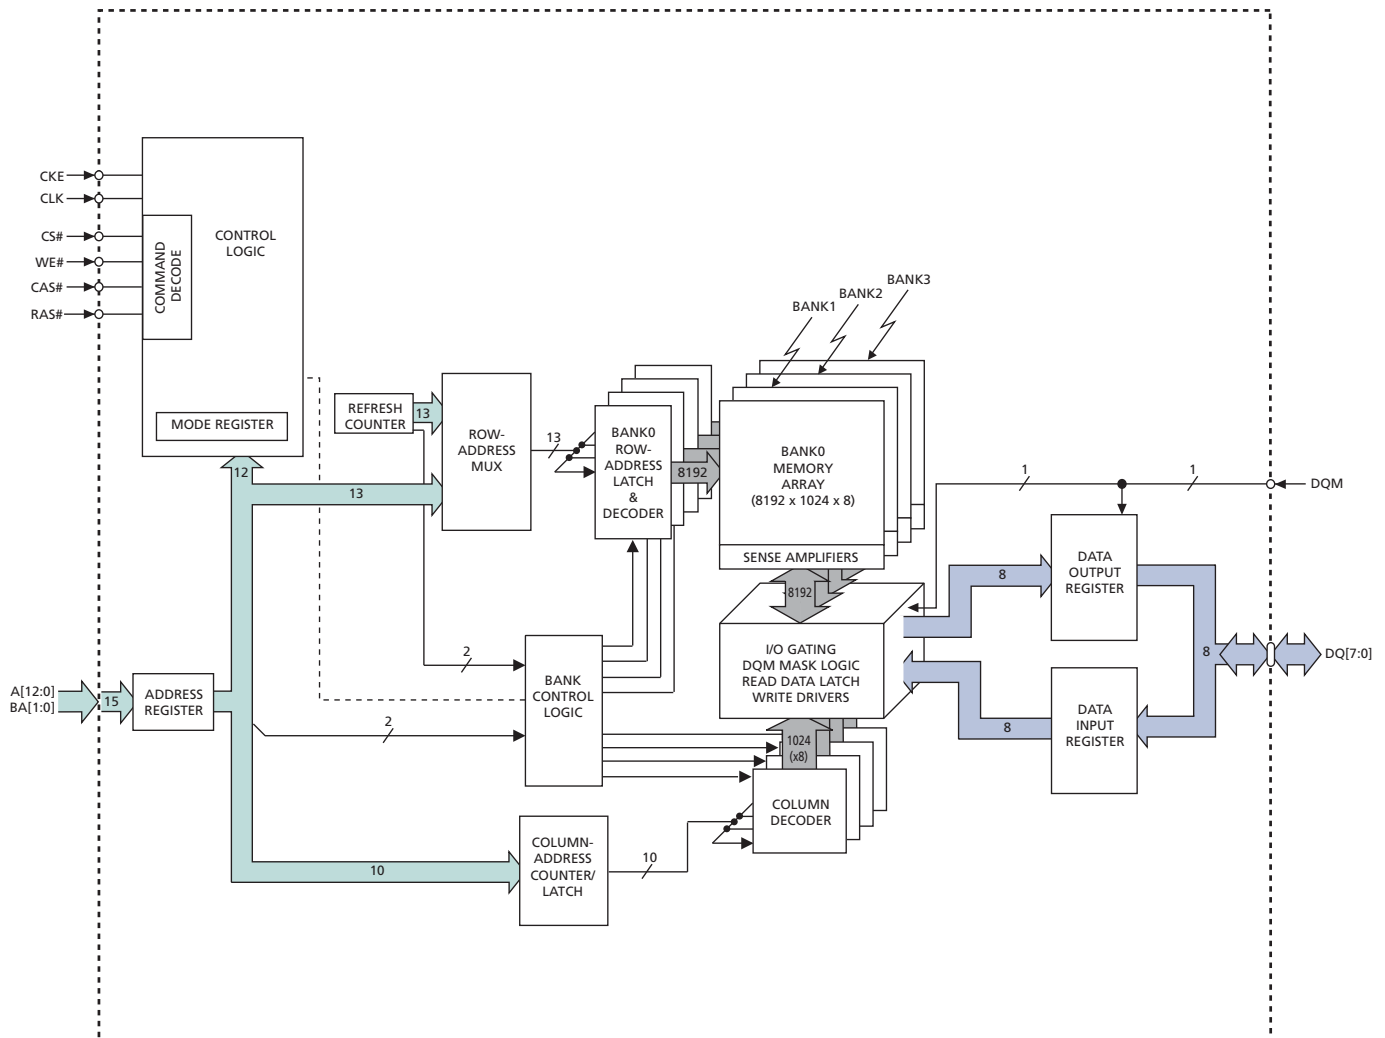 CKE
CLK
CS#
WE#
CAS#
RAS#
COMMAND
DECODE
CONTROL
LOGIC
MODE REGISTER
12
REFRESH
COUNTER
13
13
ROW-
ADDRESS
MUX
13
BANK0
ROW-
ADDRESS
LATCH
&
DECODER
8192
BANK1
BANK2
BANK3
BANK0
MEMORY
ARRAY
(8192 x 1024 x 8)
SENSE AMPLIFIERS
8192
I/O GATING
DQM MASK LOGIC
READ DATA LATCH
WRITE DRIVERS
1024
(x8)
COLUMN
DECODER
1
1
DQM
DATA
OUTPUT
REGISTER
8
8
DQ[7:0]
DATA
INPUT
REGISTER
8
A[12:0]
BA[1:0]
15
ADDRESS
REGISTER
2
2
BANK
CONTROL
LOGIC
10
COLUMN-
ADDRESS
COUNTER/
LATCH
10